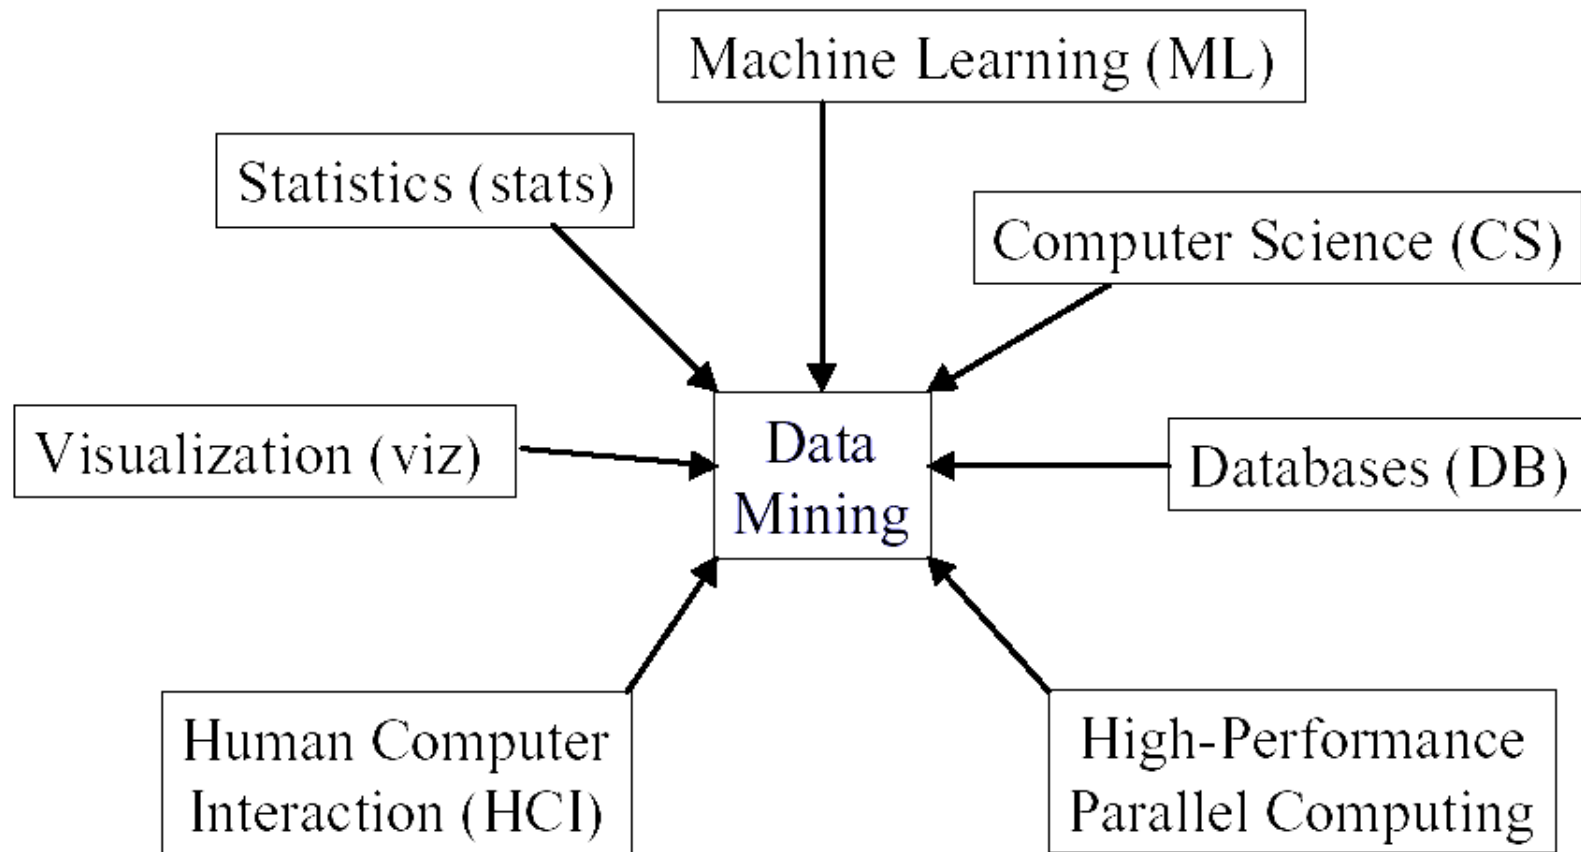 Machine Learning (ML)
Statistics (stats)
Computer Science (CS)
Visualization (viz)
Data
Mining
Databases (DB)
Human Computer
Interaction (HCI)
High-Performance
Parallel Computing